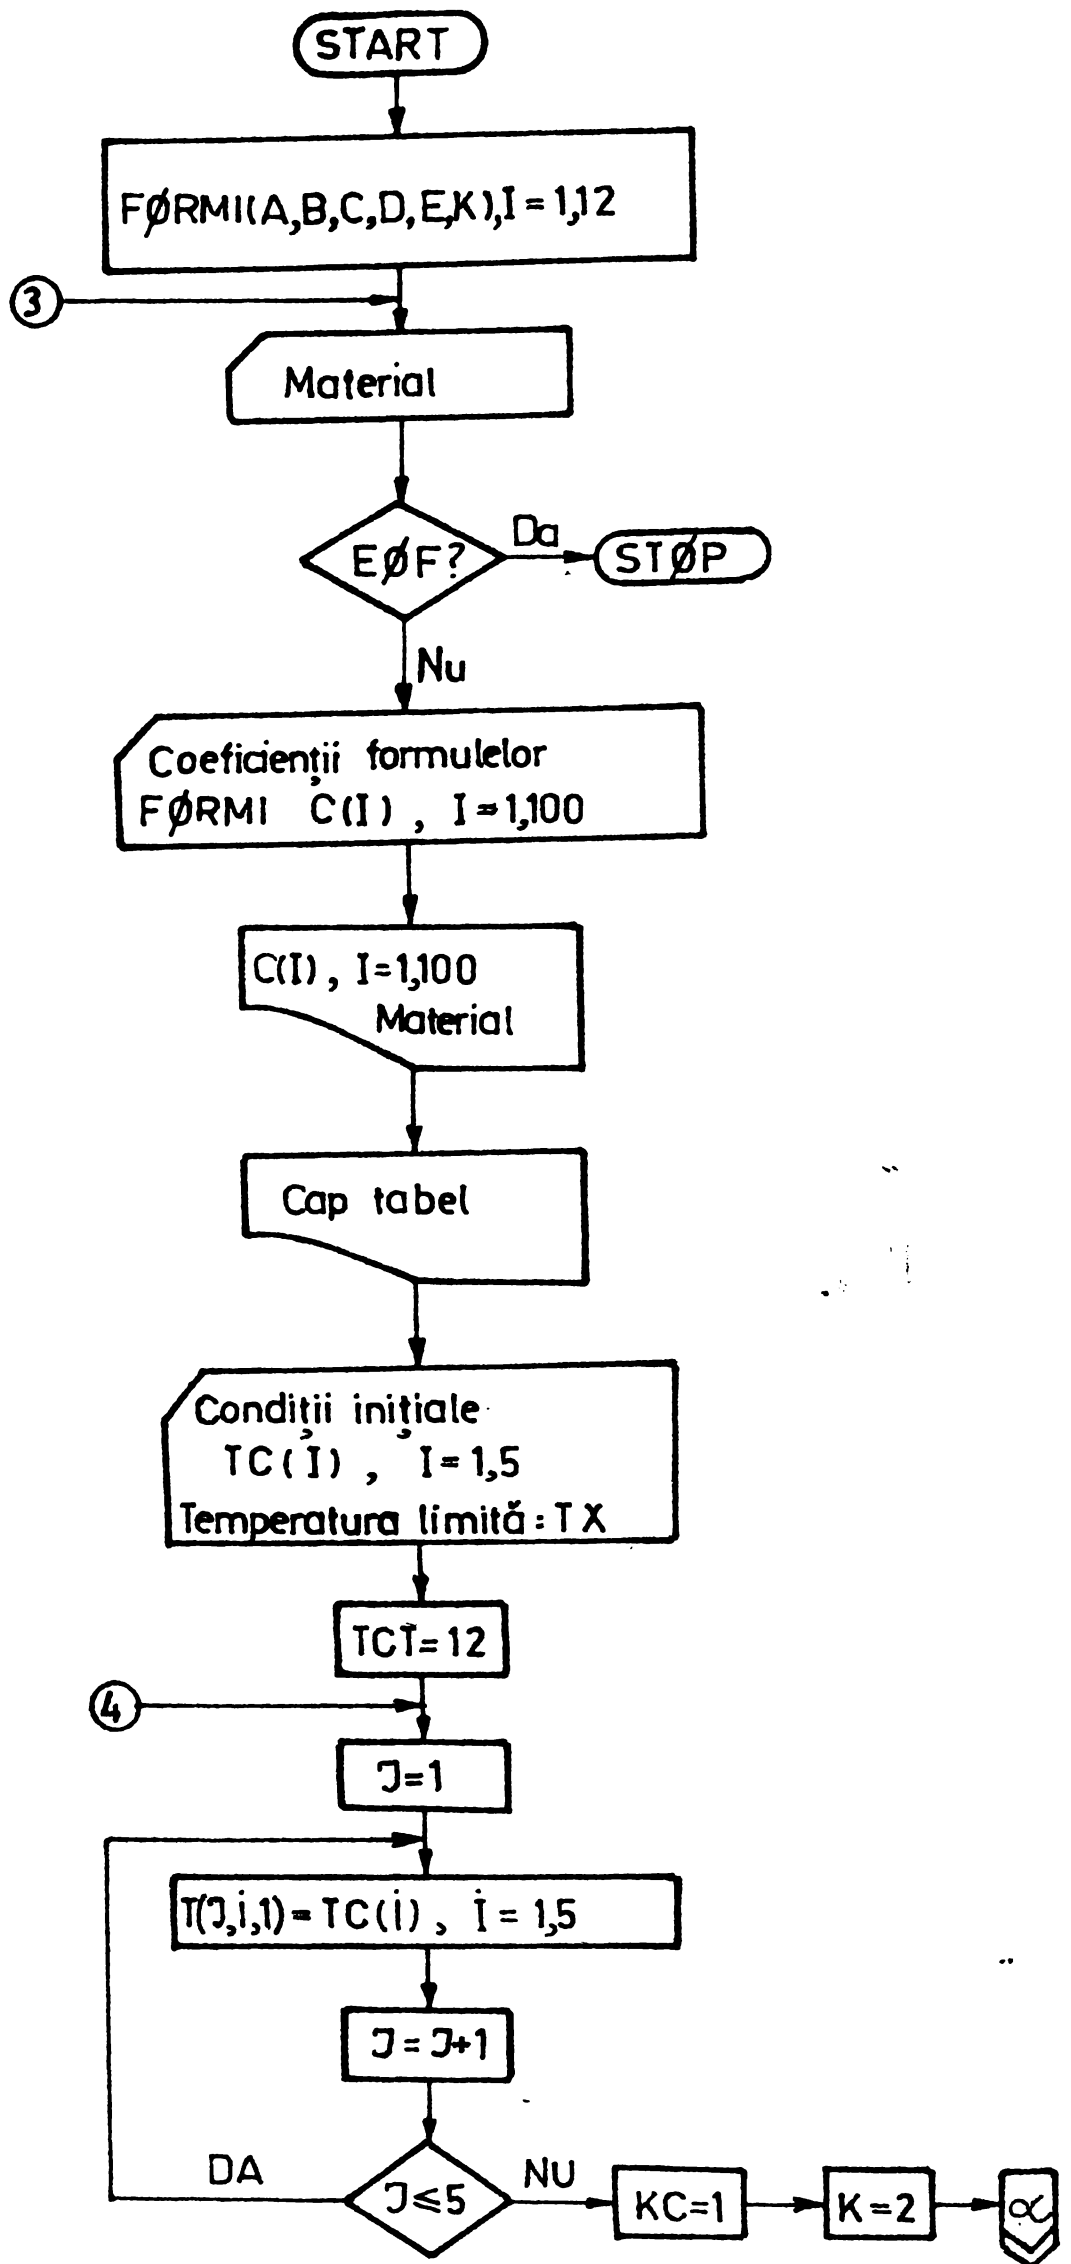 START
FØRMI(A,B,C,D,E,K),I=1,12
3
Material
EØF?
Da
STØP
Nu
Coeficienții formulelor
FØRMI C(I), I=1,100
C(I), I=1,100
Material
Cap tabel
Condiții inițiale
TC(I), I=1,5
Temperatura limită: TX
TCT=12
4
J=1
T(J,i,1)=TC(i), i=1,5
J=J+1
DA
J≤5
NU
KC=1
K=2
α